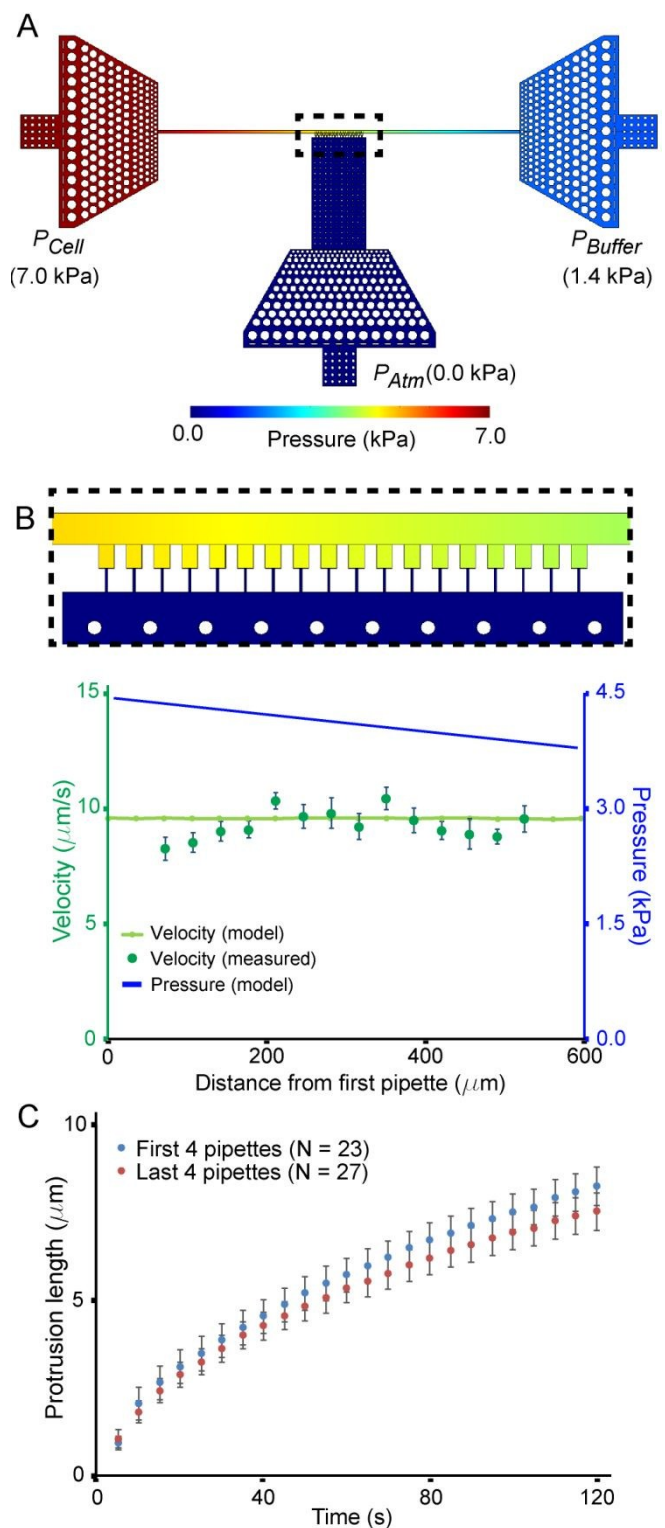 A
P_Cell
(7.0 kPa)
P_Buffer
(1.4 kPa)
P_Atm (0.0 kPa)
0.0 7.0
Pressure (kPa)
B
15 4.5
10 3.0
5 1.5
0 0.0
Velocity (μm/s)
Pressure (kPa)
Velocity (model)
Velocity (measured)
Pressure (model)
0 200 400 600
Distance from first pipette (μm)
C
10
5
0
Protrusion length (μm)
First 4 pipettes (N = 23)
Last 4 pipettes (N = 27)
0 40 80 120
Time (s)